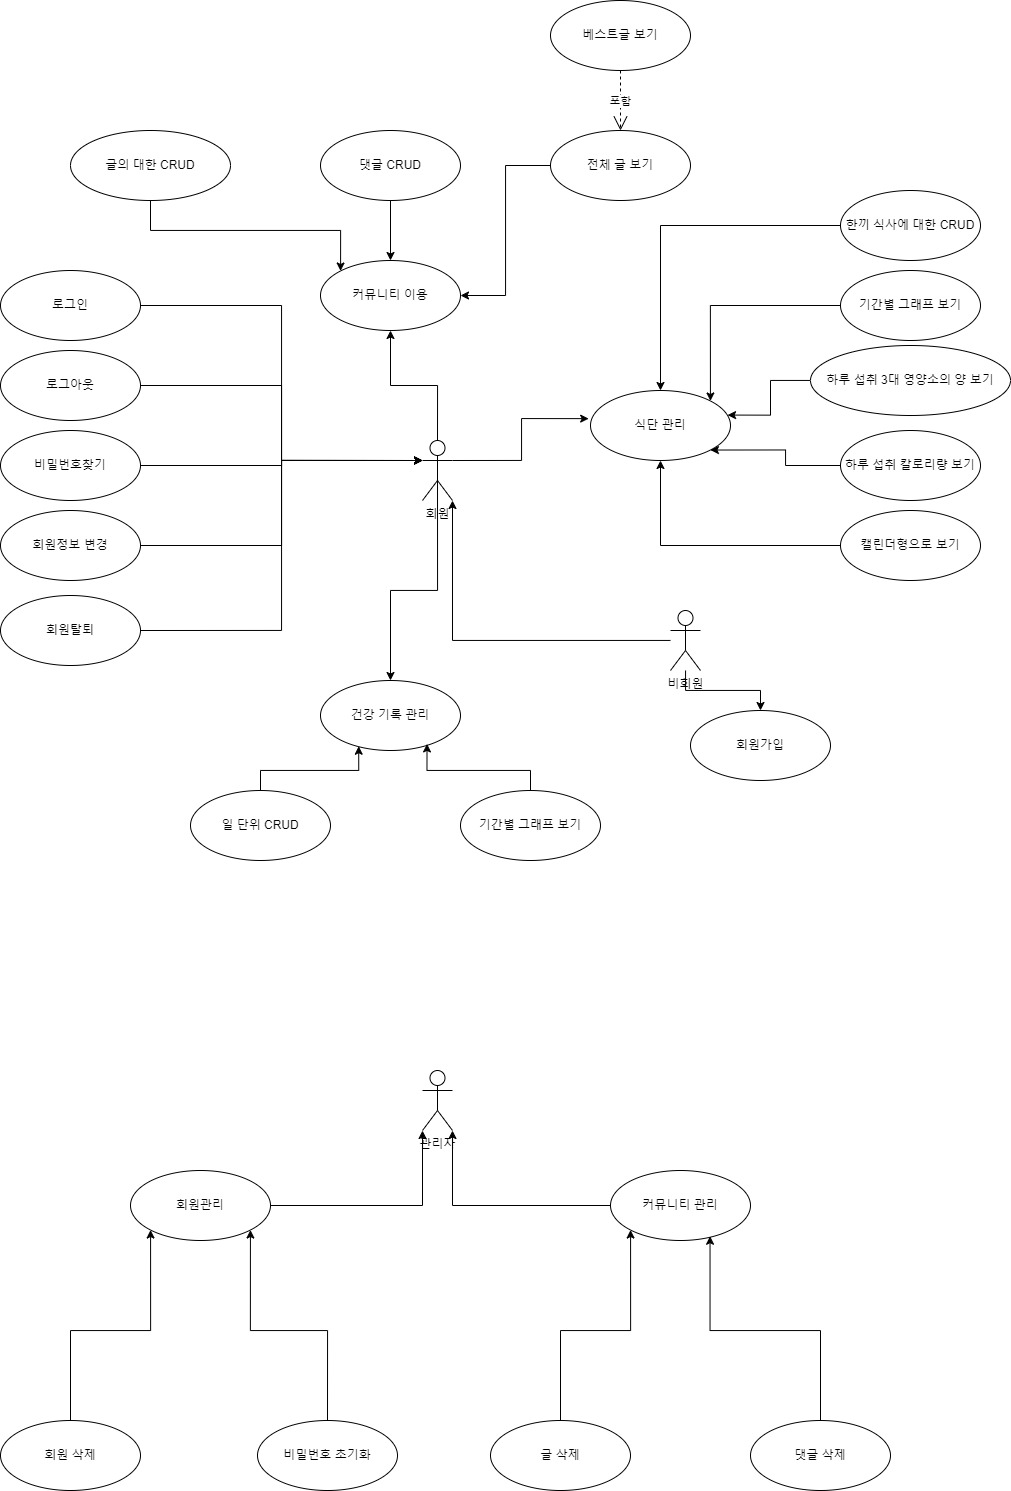 베스트글 보기
포함
글의 대한 CRUD
댓글 CRUD
전체 글 보기
한끼 식사에 대한 CRUD
커뮤니티 이용
로그인
기간별 그래프 보기
로그아웃
하루 섭취 3대 영양소의 양 보기
식단 관리
비밀번호찾기
하루 섭취 칼로리량 보기
회원
회원정보 변경
캘린더형으로 보기
회원탈퇴
비회원
건강 기록 관리
회원가입
일 단위 CRUD
기간별 그래프 보기
관리자
회원관리
커뮤니티 관리
회원 삭제
비밀번호 초기화
글 삭제
댓글 삭제